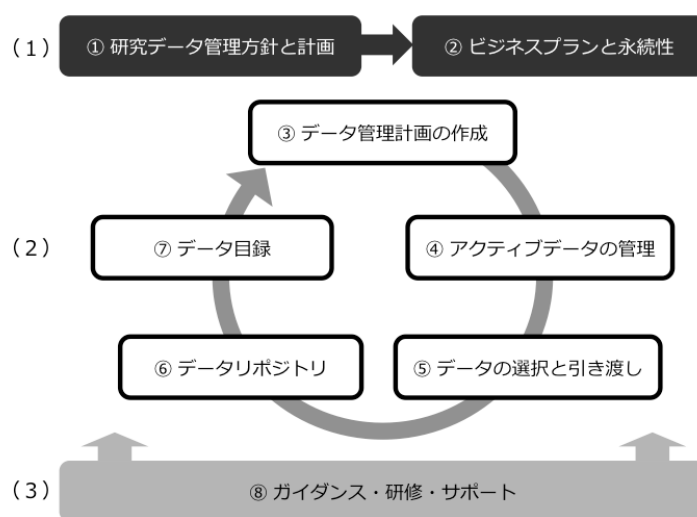 (1)
① 研究データ管理方針と計画
② ビジネスプランと永続性
③ データ管理計画の作成
(2)
⑦ データ目録
④ アクティブデータの管理
⑥ データリポジトリ
⑤ データの選択と引き渡し
(3)
⑧ ガイダンス・研修・サポート